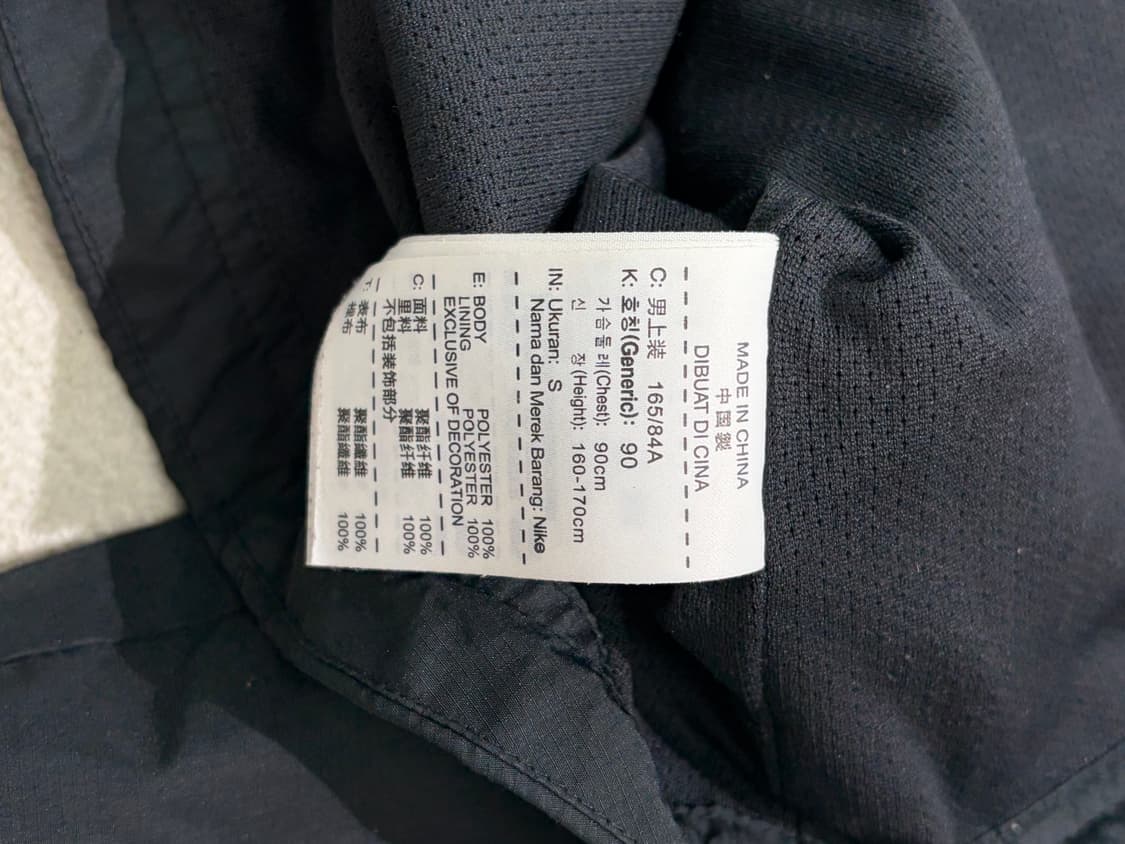 MADE IN CHINA
中国製
DIBUAT DI CINA
C: 男上装 165/84A
K: 호칭(Generic): 90
가슴둘레(Chest): 90cm
신 장(Height): 160-170cm
IN: Ukuran: S
Nama dan Merek Barang: Nike
E: BODY POLYESTER 100%
LINING POLYESTER 100%
EXCLUSIVE OF DECORATION
C: 面料 聚酯纤维 100%
里料 聚酯纤维 100%
不包括装饰部分
表布 聚酯纖維 100%
裡布 聚酯纖維 100%